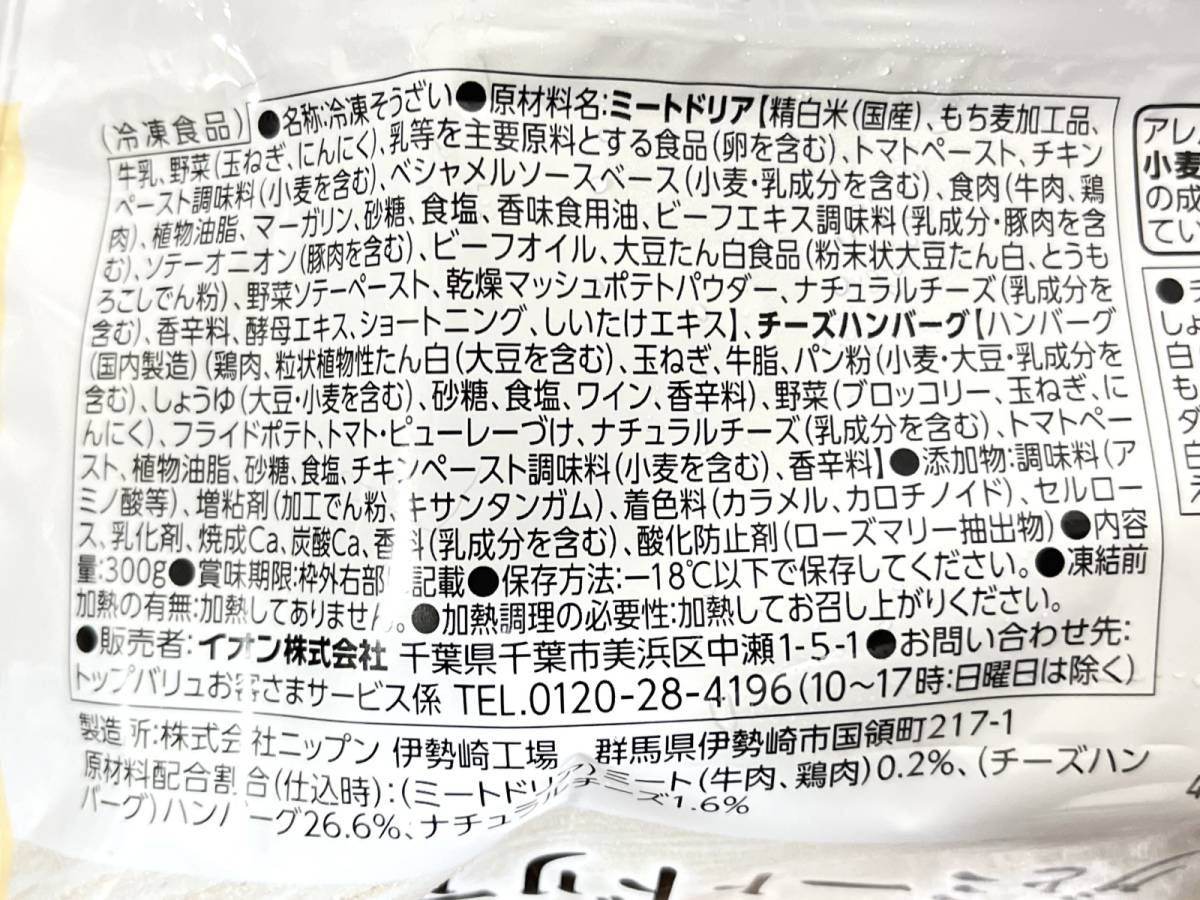 (冷凍食品)
●名称:冷凍そうざい●原材料名:ミートドリア【精白米(国産)、もち麦加工品、
牛乳、野菜(玉ねぎ、にんにく)、乳等を主要原料とする食品(卵を含む)、トマトペースト、チキン
ペースト調味料(小麦を含む)、ベシャメルソースベース(小麦・乳成分を含む)、食肉(牛肉、鶏
肉)、植物油脂、マーガリン、砂糖、食塩、香味食用油、ビーフエキス調味料(乳成分・豚肉を含
む)、ソテーオニオン(豚肉を含む)、ビーフオイル、大豆たん白食品(粉末状大豆たん白、とうも
ろこしでん粉)、野菜ソテーペースト、乾燥マッシュポテトパウダー、ナチュラルチーズ(乳成分を
含む)、香辛料、酵母エキス、ショートニング、しいたけエキス】、チーズハンバーグ【ハンバーグ
(国内製造)(鶏肉、粒状植物性たん白(大豆を含む)、玉ねぎ、牛脂、パン粉(小麦・大豆・乳成分を
含む)、しょうゆ(大豆・小麦を含む)、砂糖、食塩、ワイン、香辛料)、野菜(ブロッコリー、玉ねぎ、に
んにく)、フライドポテト、トマト・ピューレーづけ、ナチュラルチーズ(乳成分を含む)、トマトペー
スト、植物油脂、砂糖、食塩、チキンペースト調味料(小麦を含む)、香辛料】●添加物:調味料(ア
ミノ酸等)、増粘剤(加工でん粉、キサンタンガム)、着色料(カラメル、カロチノイド)、セルロー
ス、乳化剤、焼成Ca、炭酸Ca、香料(乳成分を含む)、酸化防止剤(ローズマリー抽出物)●内容
量:300g●賞味期限:枠外右部 記載●保存方法:-18℃以下で保存してください。●凍結前
加熱の有無:加熱してありません。●加熱調理の必要性:加熱してお召し上がりください。
●販売者:イオン株式会社 千葉県千葉市美浜区中瀬1-5-1●お問い合わせ先:
トップバリュお客さまサービス係 TEL.0120-28-4196(10~17時:日曜日は除く)
製造所:株式会社ニップン 伊勢崎工場 群馬県伊勢崎市国領町217-1
原材料配合割合(仕込時):(ミートドリアの)ミート(牛肉、鶏肉)0.2%、(チーズハン
バーグ)ハンバーグ26.6%、ナチュラルチーズ1.6%
アレ
小麦
の成
てい
しょ
白
も
タ